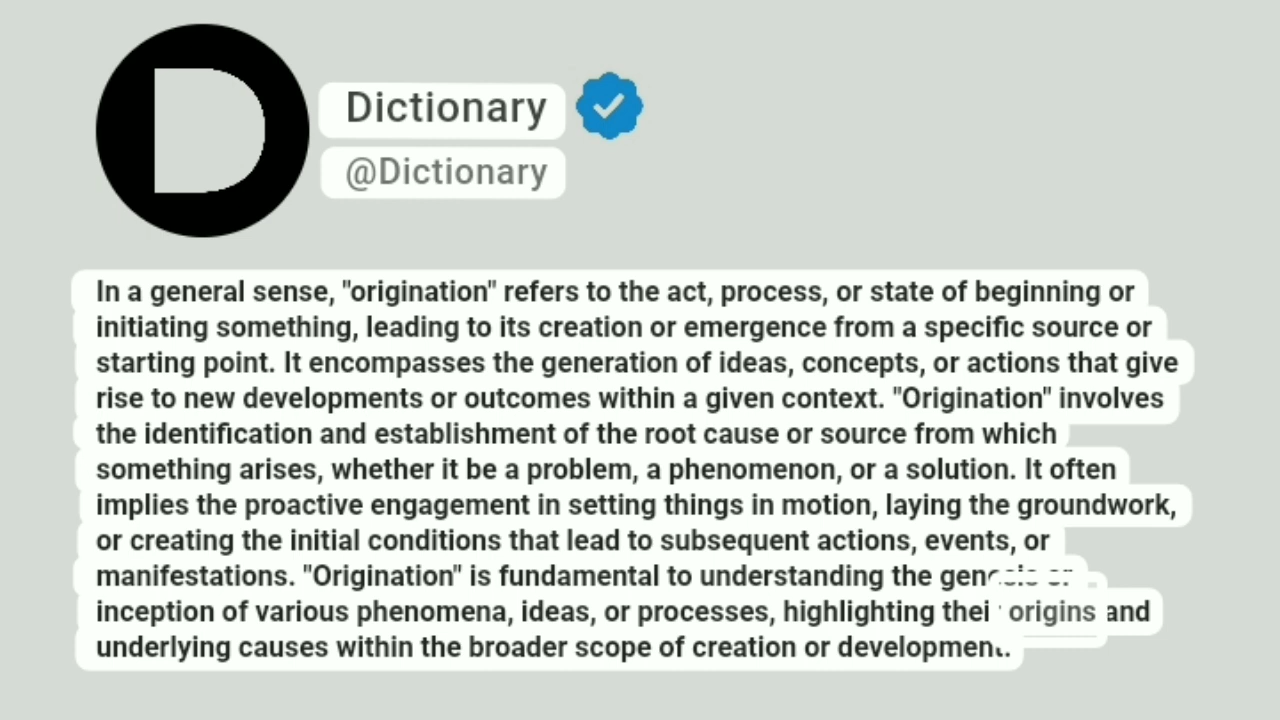 D
Dictionary
@Dictionary
In a general sense, "origination" refers to the act, process, or state of beginning or
initiating something, leading to its creation or emergence from a specific source or
starting point. It encompasses the generation of ideas, concepts, or actions that give
rise to new developments or outcomes within a given context. "Origination" involves
the identification and establishment of the root cause or source from which
something arises, whether it be a problem, a phenomenon, or a solution. It often
implies the proactive engagement in setting things in motion, laying the groundwork,
or creating the initial conditions that lead to subsequent actions, events, or
manifestations. "Origination" is fundamental to understanding the genesis or
inception of various phenomena, ideas, or processes, highlighting their origins and
underlying causes within the broader scope of creation or development.